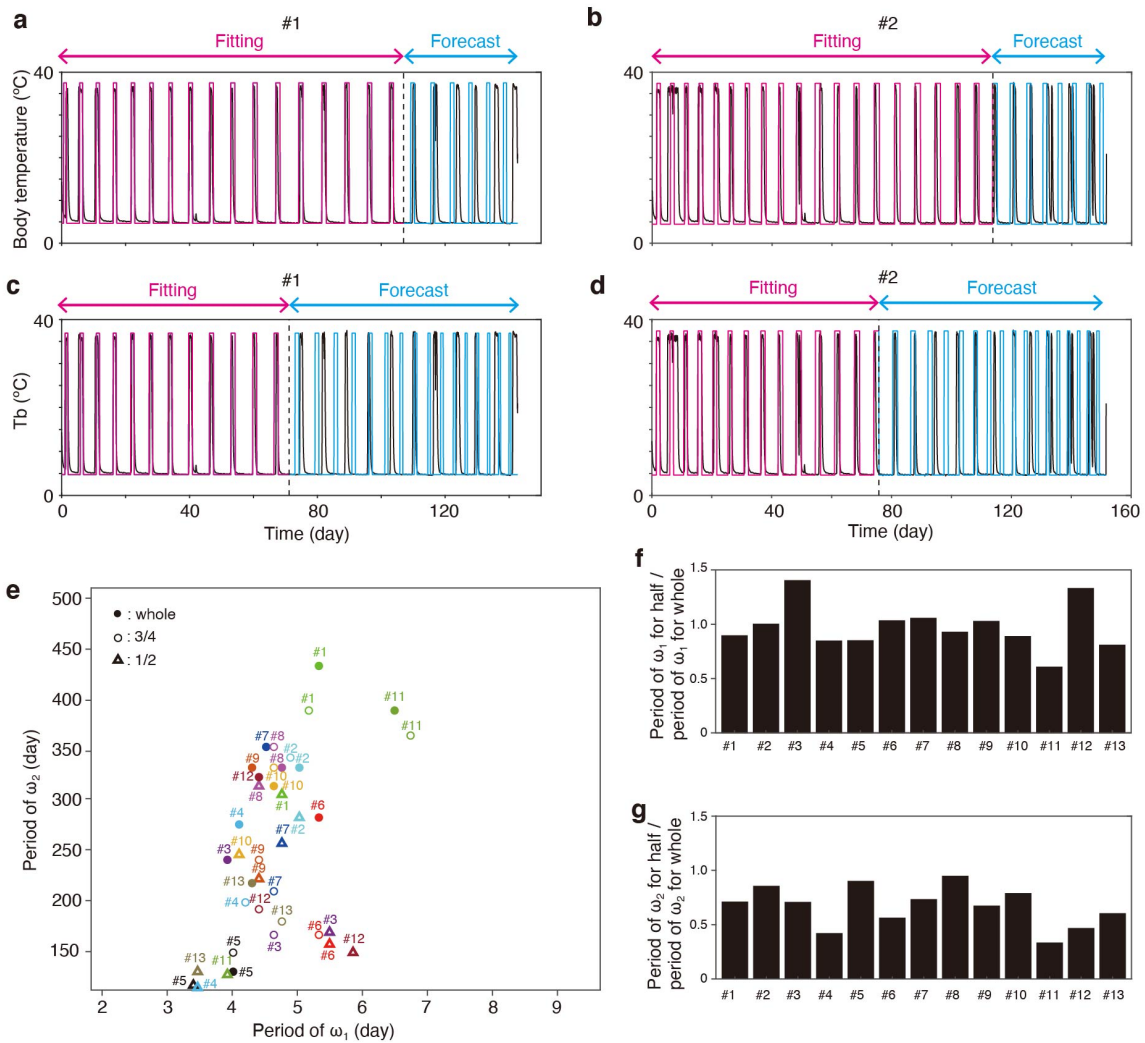 a
#1
Fitting
Forecast
Body temperature (ºC)
40
0
b
#2
Fitting
Forecast
40
0
c
#1
Fitting
Forecast
Tb (ºC)
40
0
0 40 80 120
Time (day)
d
#2
Fitting
Forecast
40
0
0 40 80 120 160
Time (day)
e
Period of ω2 (day)
500
450
400
350
300
250
200
150
● : whole
○ : 3/4
△ : 1/2
#1
#1
#11
#11
#7
#8
#2
#9
#8
#2
#12
#10
#10
#8
#1
#6
#4
#2
#7
#10
#9
#3
#9
#13
#7
#4
#12
#13
#6
#3
#3
#6
#12
#5
#13
#11
#5
#5
#4
2 3 4 5 6 7 8 9
Period of ω1 (day)
f
Period of ω1 for half /
period of ω1 for whole
1.5
1.0
0.5
0
#1 #2 #3 #4 #5 #6 #7 #8 #9 #10 #11 #12 #13
g
Period of ω2 for half /
period of ω2 for whole
1.5
1.0
0.5
0
#1 #2 #3 #4 #5 #6 #7 #8 #9 #10 #11 #12 #13